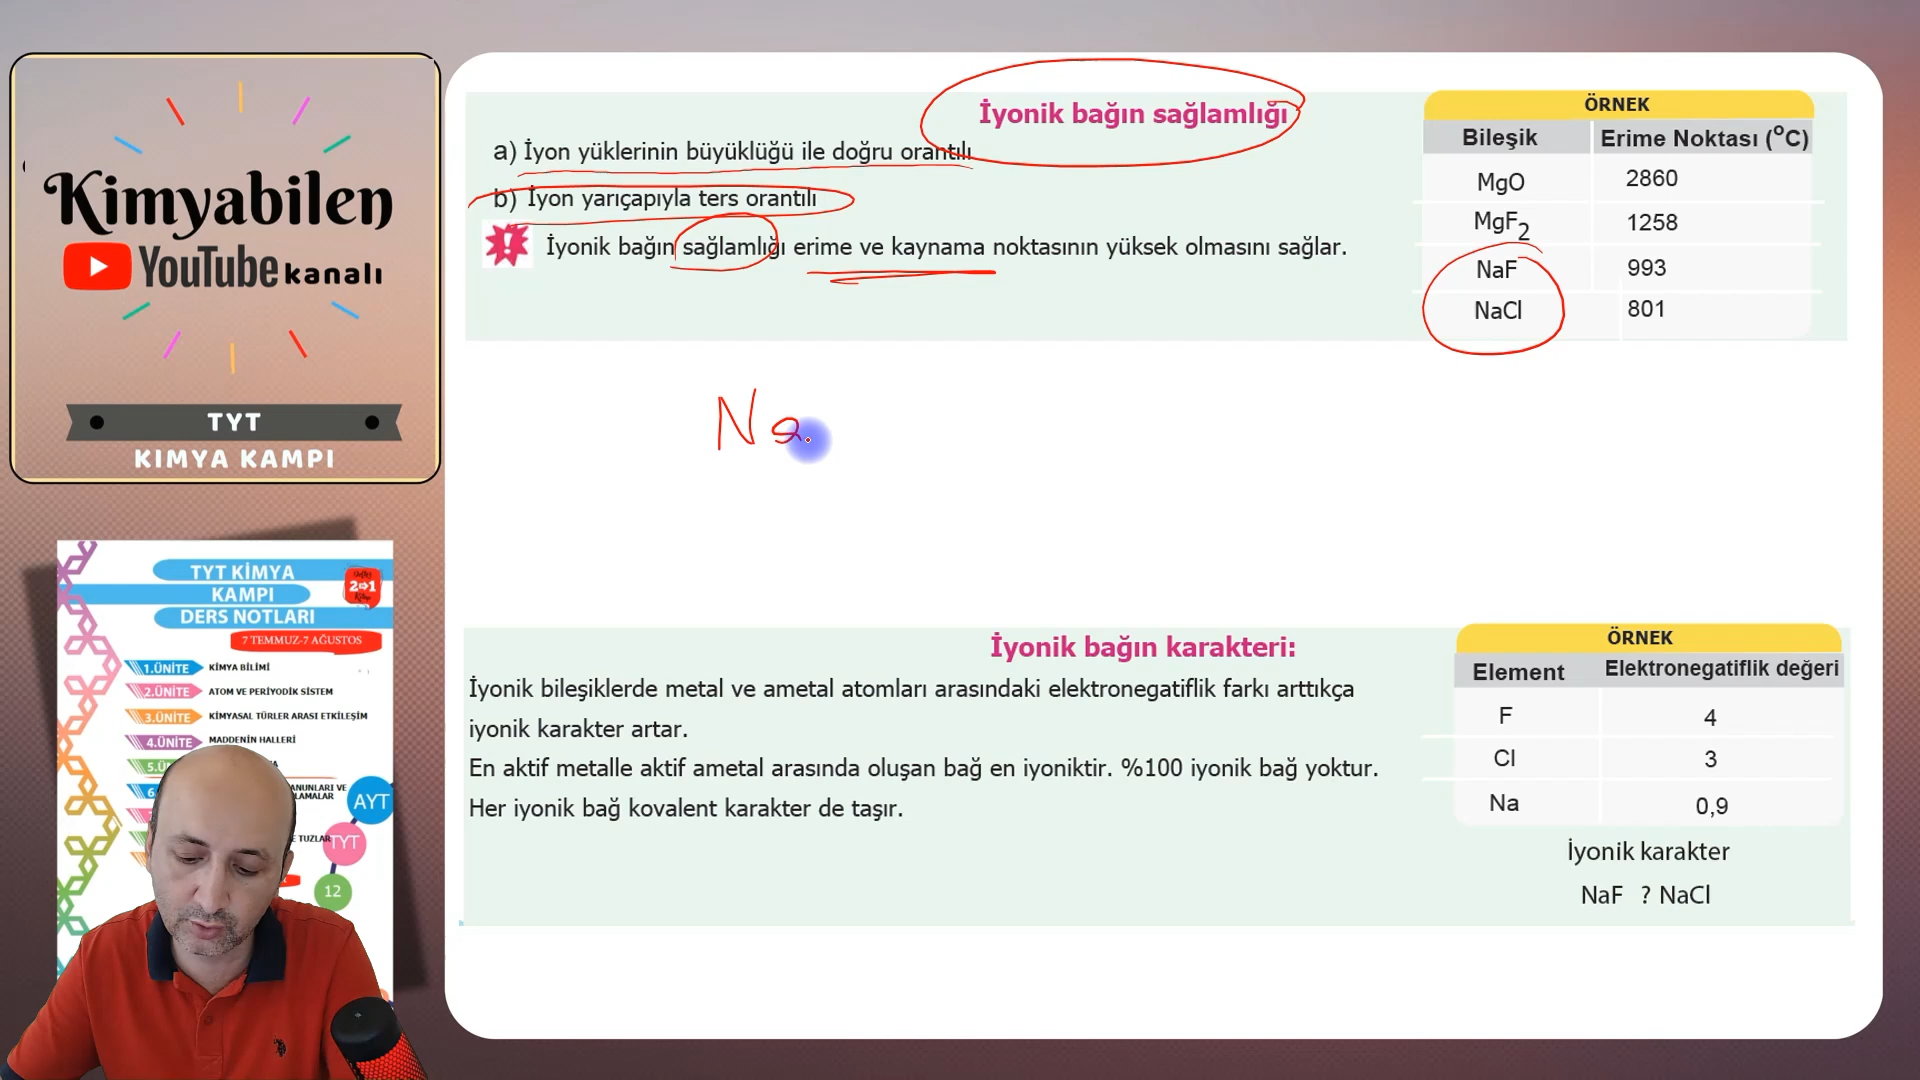 Kimyabilen
YouTube kanalı
TYT
KIMYA KAMPI
TYT KİMYA
KAMPI
DERS NOTLARI
2⇨1
7 TEMMUZ-7 AĞUSTOS
1.ÜNİTE KİMYA BİLİMİ
2.ÜNİTE ATOM VE PERİYODİK SİSTEM
3.ÜNİTE KİMYASAL TÜRLER ARASI ETKİLEŞİM
4.ÜNİTE MADDENİN HALLERİ
AYT
TYT
12
İyonik bağın sağlamlığı
a) İyon yüklerinin büyüklüğü ile doğru orantılı
b) İyon yarıçapıyla ters orantılı
! İyonik bağın sağlamlığı erime ve kaynama noktasının yüksek olmasını sağlar.
ÖRNEK
Bileşik Erime Noktası (°C)
MgO 2860
MgF2 1258
NaF 993
NaCl 801
Na
İyonik bağın karakteri:
İyonik bileşiklerde metal ve ametal atomları arasındaki elektronegatiflik farkı arttıkça
iyonik karakter artar.
En aktif metalle aktif ametal arasında oluşan bağ en iyoniktir. %100 iyonik bağ yoktur.
Her iyonik bağ kovalent karakter de taşır.
ÖRNEK
Element Elektronegatiflik değeri
F 4
Cl 3
Na 0,9
İyonik karakter
NaF ? NaCl